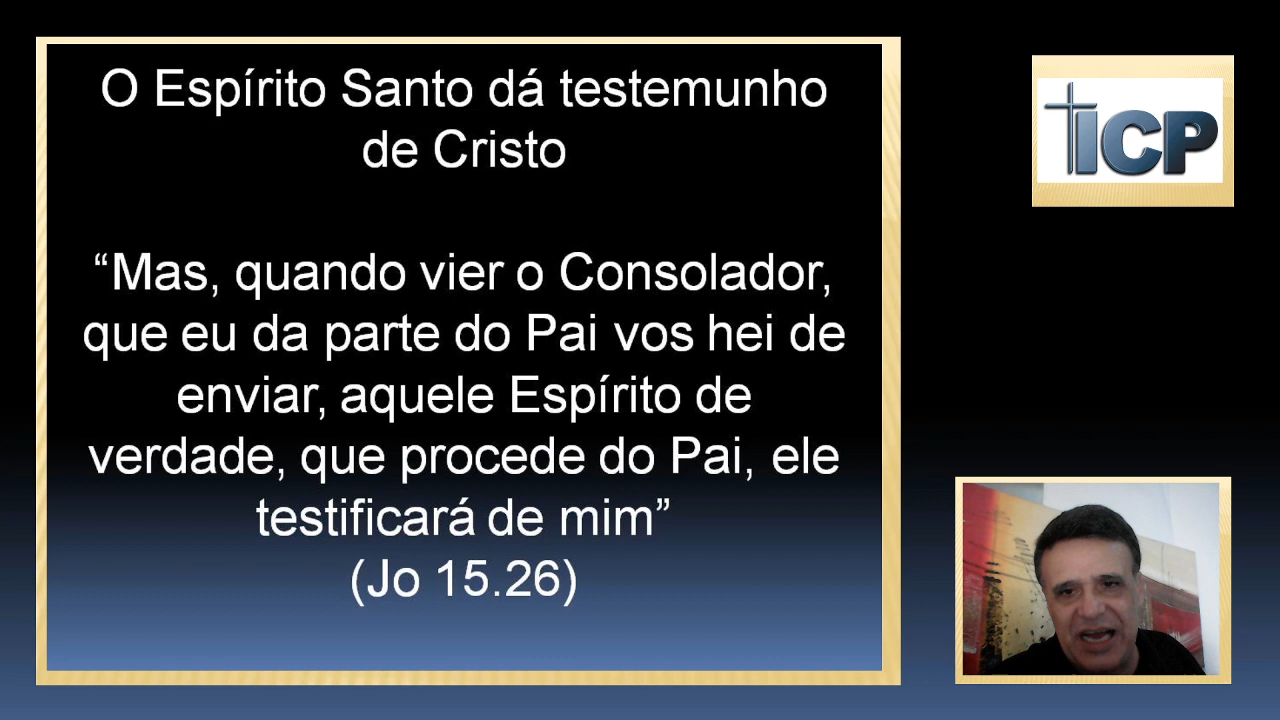 O Espírito Santo dá testemunho
de Cristo
“Mas, quando vier o Consolador,
que eu da parte do Pai vos hei de
enviar, aquele Espírito de
verdade, que procede do Pai, ele
testificará de mim”
(Jo 15.26)
ICP